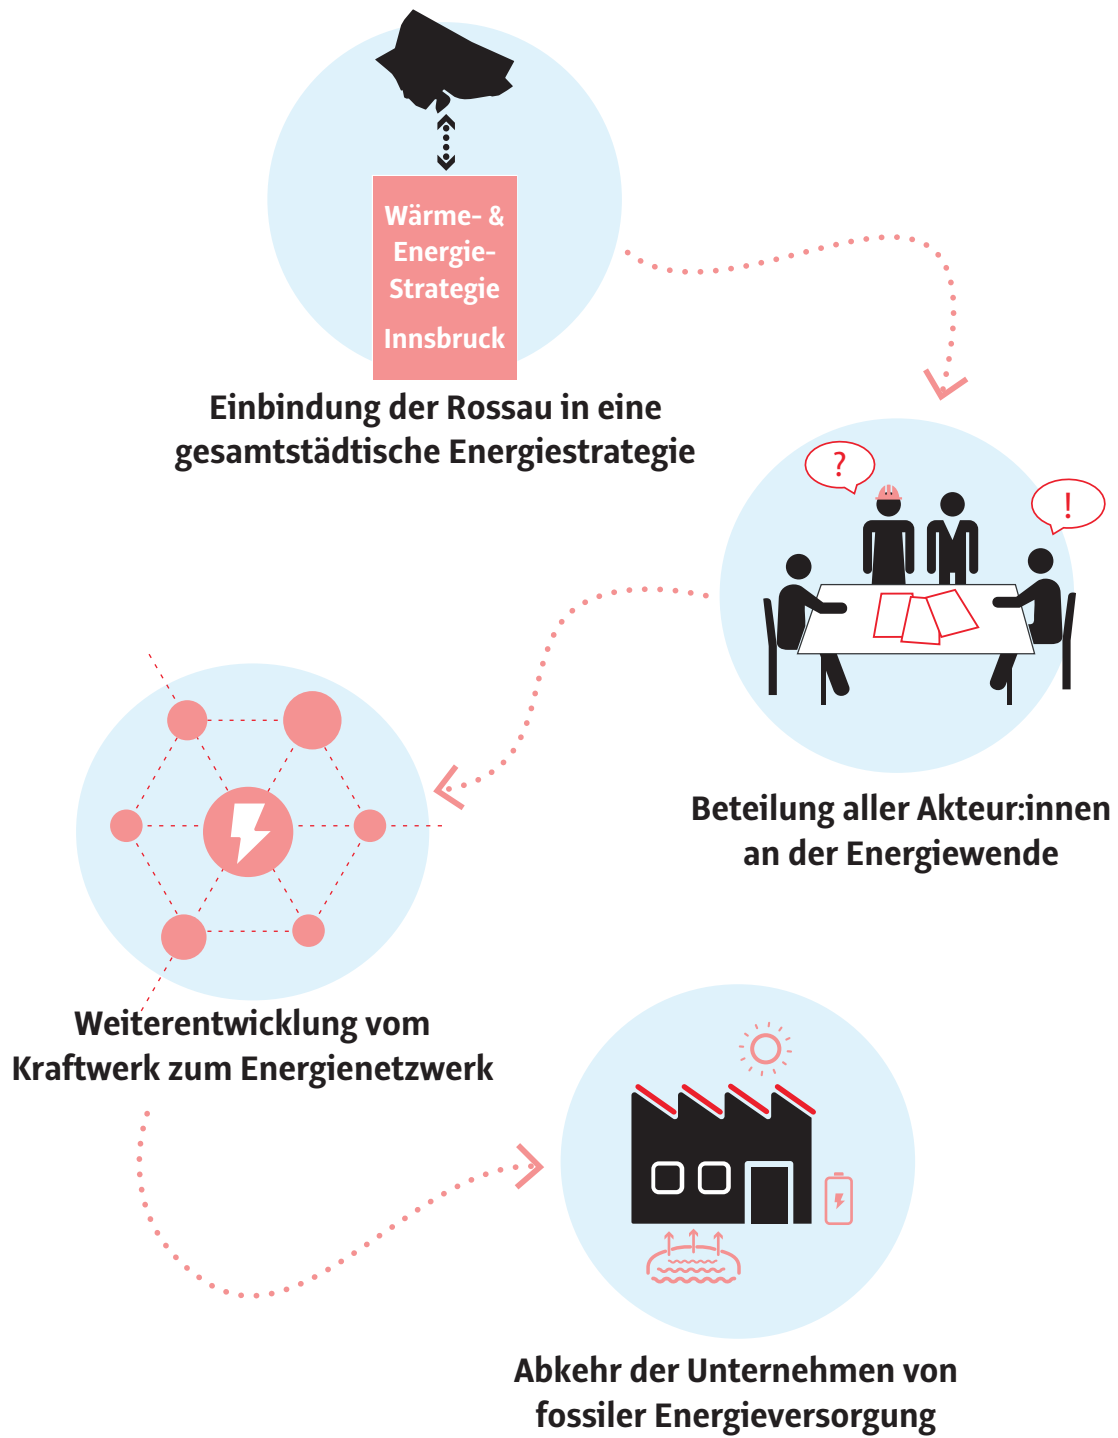 Wärme- &
Energie-
Strategie
Innsbruck
Einbindung der Rossau in eine
gesamtstädtische Energiestrategie
?
!
Beteilung aller Akteur:innen
an der Energiewende
Weiterentwicklung vom
Kraftwerk zum Energienetzwerk
Abkehr der Unternehmen von
fossiler Energieversorgung